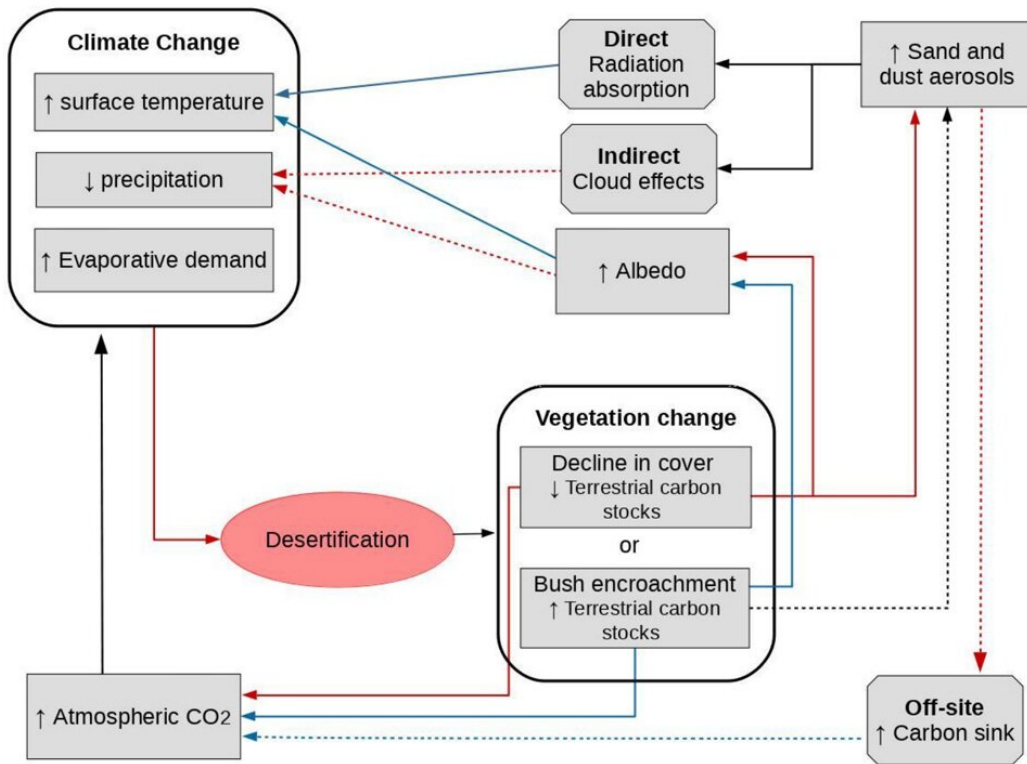 Climate Change
↑ surface temperature
↓ precipitation
↑ Evaporative demand
Direct
Radiation
absorption
Indirect
Cloud effects
↑ Albedo
↑ Sand and
dust aerosols
Desertification
Vegetation change
Decline in cover
↓ Terrestrial carbon
stocks
or
Bush encroachment
↑ Terrestrial carbon
stocks
↑ Atmospheric CO2
Off-site
↑ Carbon sink